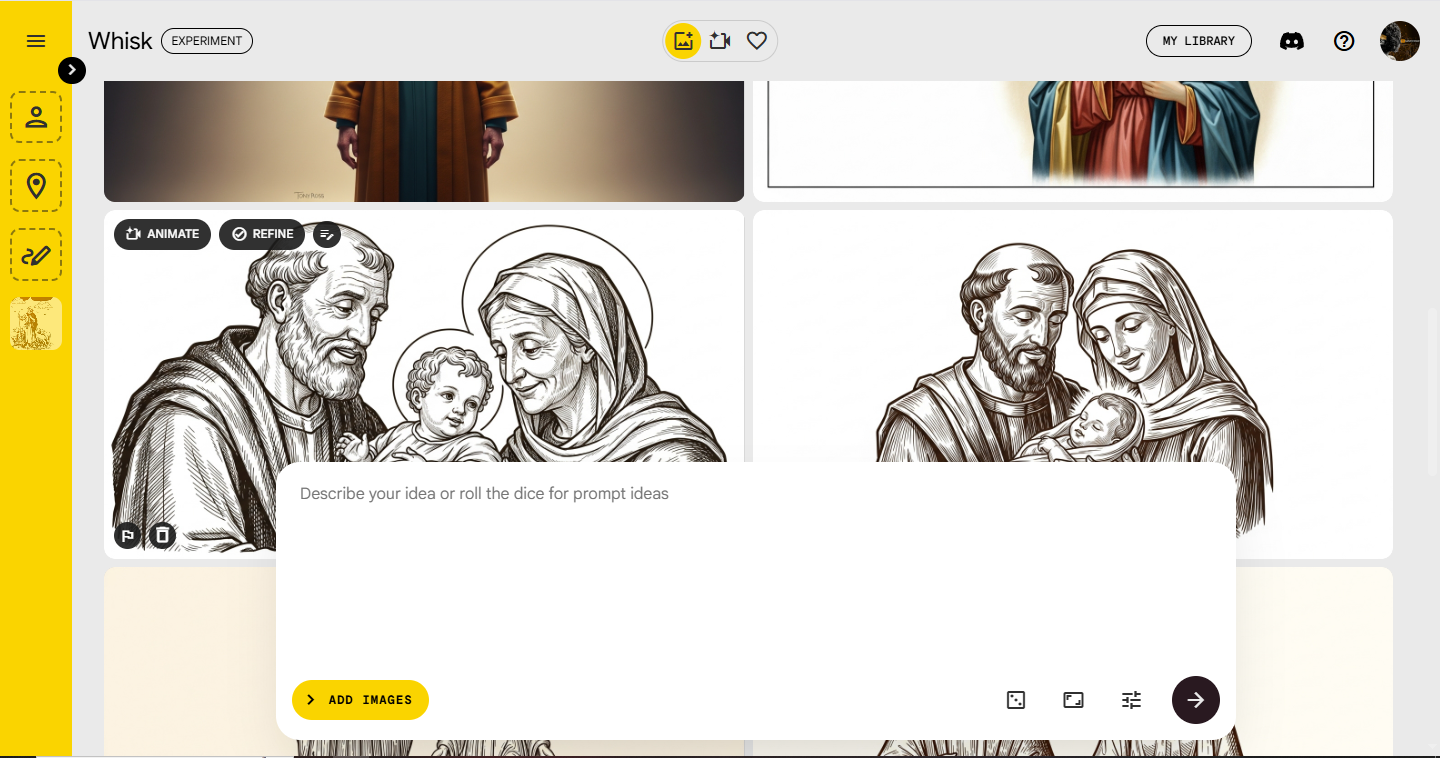 Whisk
EXPERIMENT
MY LIBRARY
ANIMATE
REFINE
Describe your idea or roll the dice for prompt ideas
ADD IMAGES